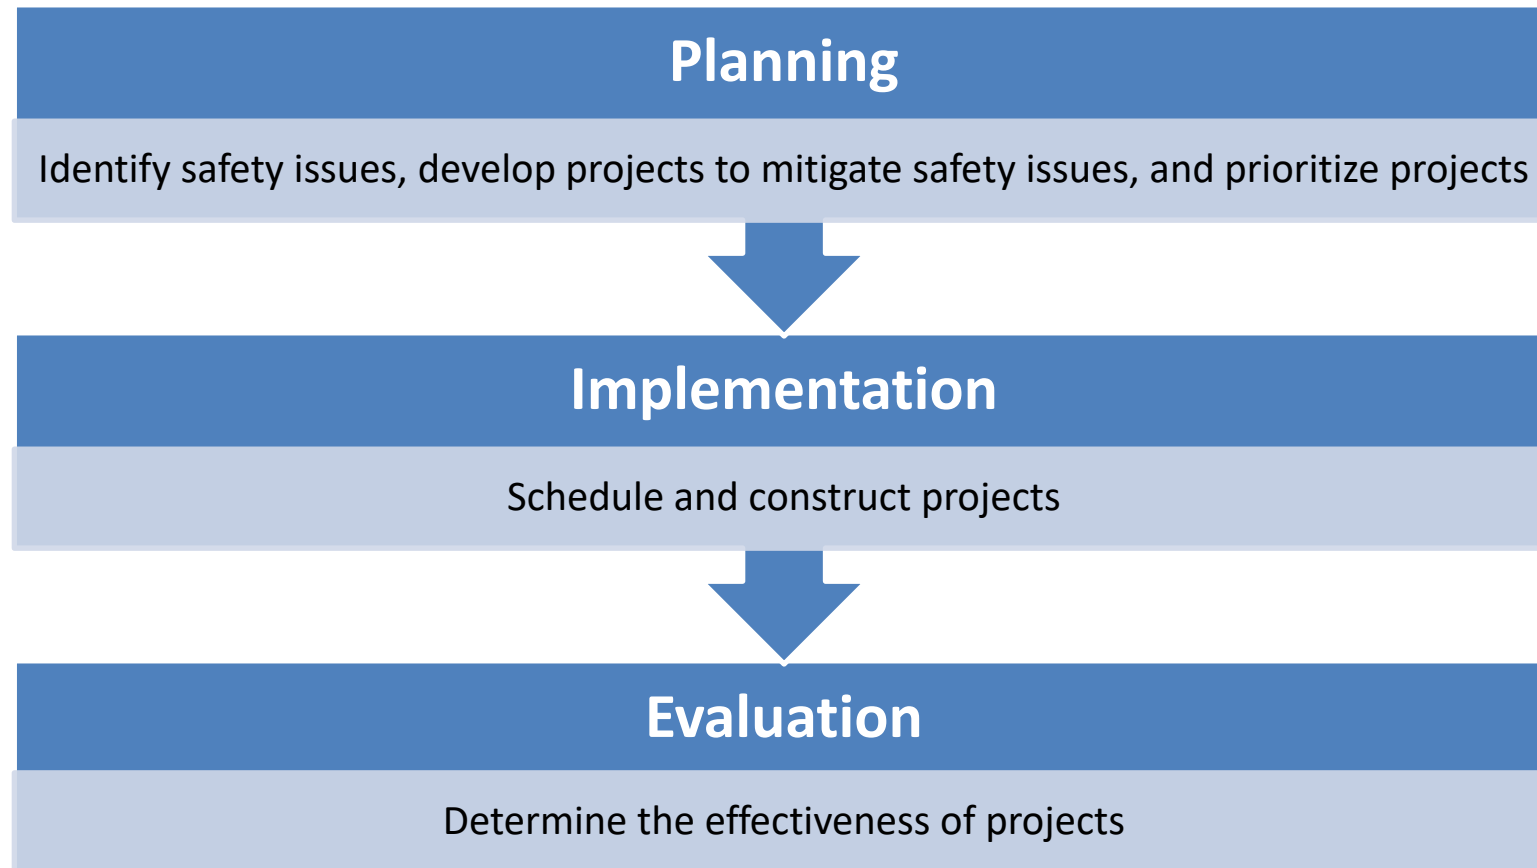 Planning
Identify safety issues, develop projects to mitigate safety issues, and prioritize projects
Implementation
Schedule and construct projects
Evaluation
Determine the effectiveness of projects